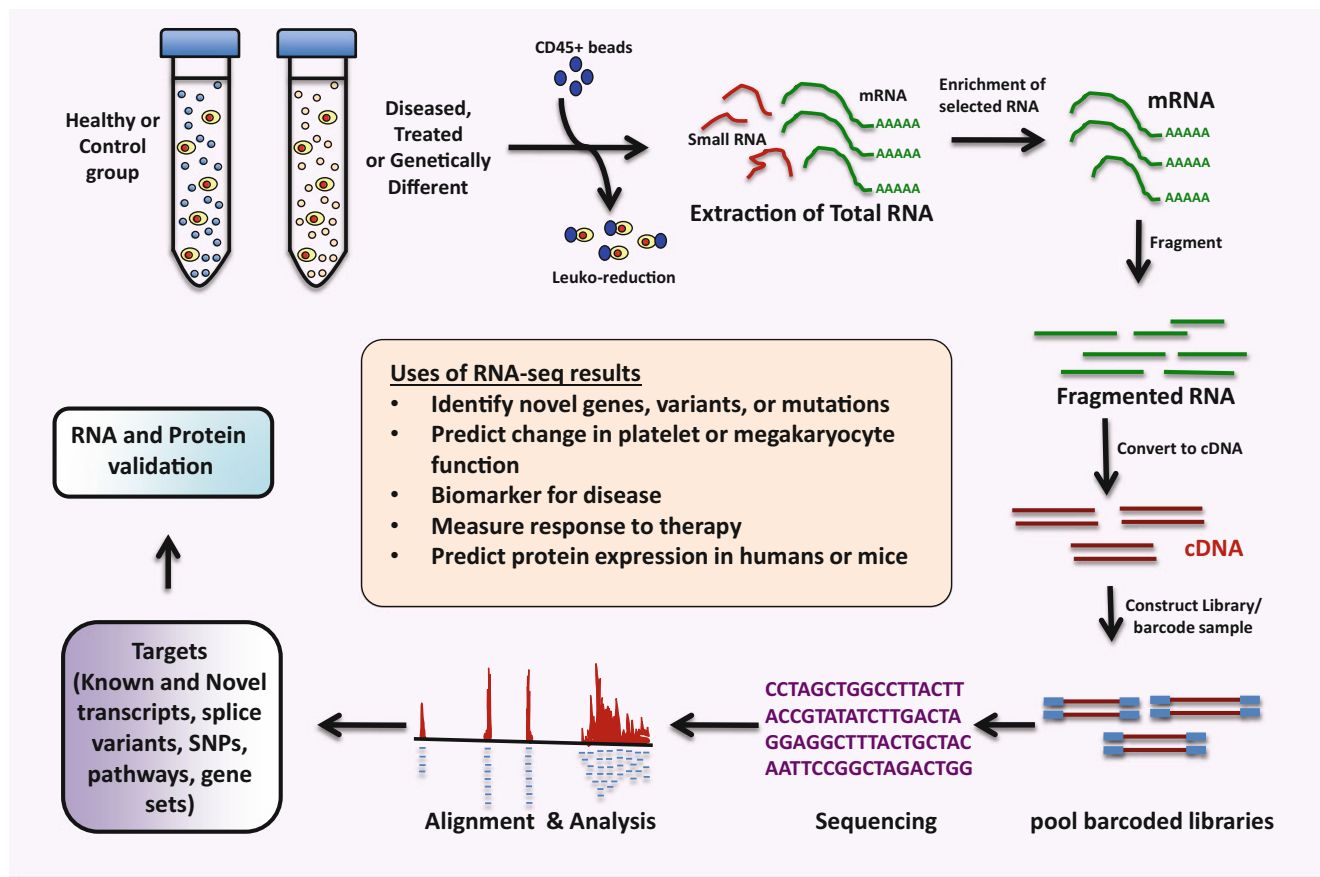 Healthy or
Control
group
Diseased,
Treated
or Genetically
Different
CD45+ beads
Leuko-reduction
Small RNA
mRNA
AAAAA
AAAAA
AAAAA
Extraction of Total RNA
Enrichment of
selected RNA
mRNA
AAAAA
AAAAA
AAAAA
Fragment
Fragmented RNA
Convert to cDNA
cDNA
Construct Library/
barcode sample
pool barcoded libraries
CCTAGCTGGCCTTACTT
ACCGTATATCTTGACTA
GGAGGCTTTACTGCTAC
AATTCCGGCTAGACTGG
Sequencing
Alignment & Analysis
Targets
(Known and Novel
transcripts, splice
variants, SNPs,
pathways, gene
sets)
RNA and Protein
validation
Uses of RNA-seq results
• Identify novel genes, variants, or mutations
• Predict change in platelet or megakaryocyte
function
• Biomarker for disease
• Measure response to therapy
• Predict protein expression in humans or mice